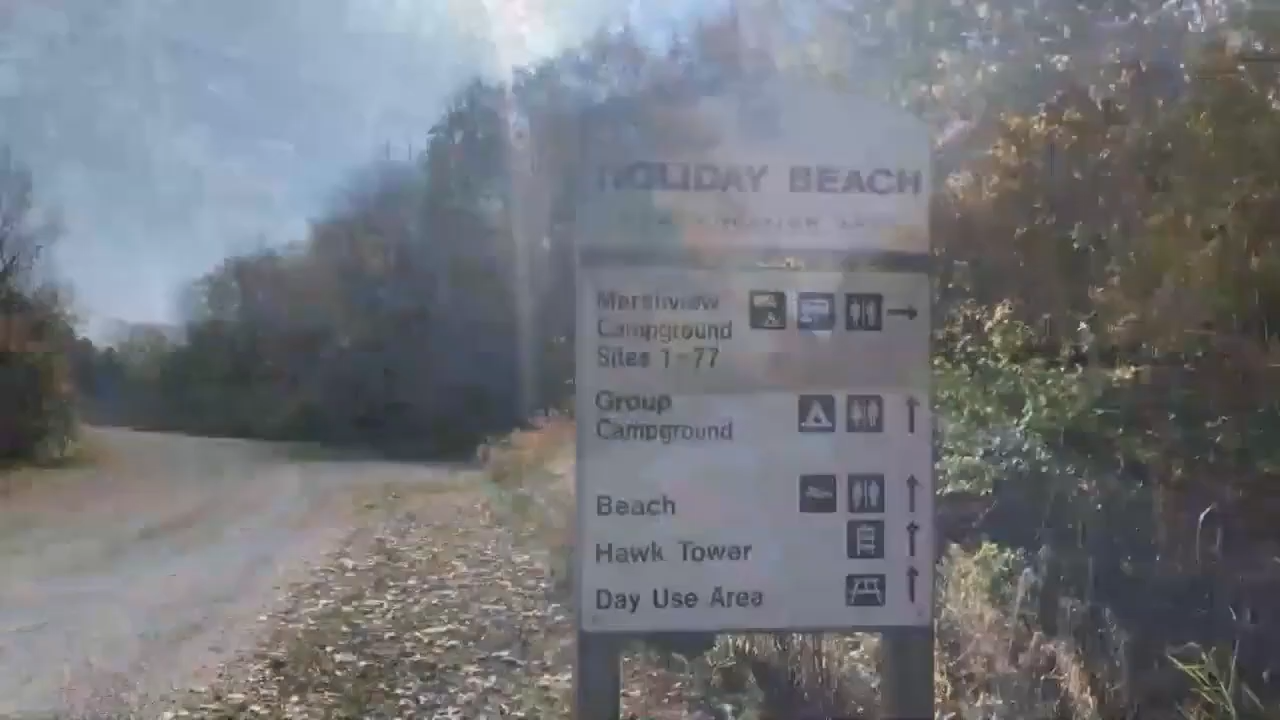 HOLIDAY BEACH
Marshview
Campground
Sites 1-77
Group
Campground
Beach
Hawk Tower
Day Use Area